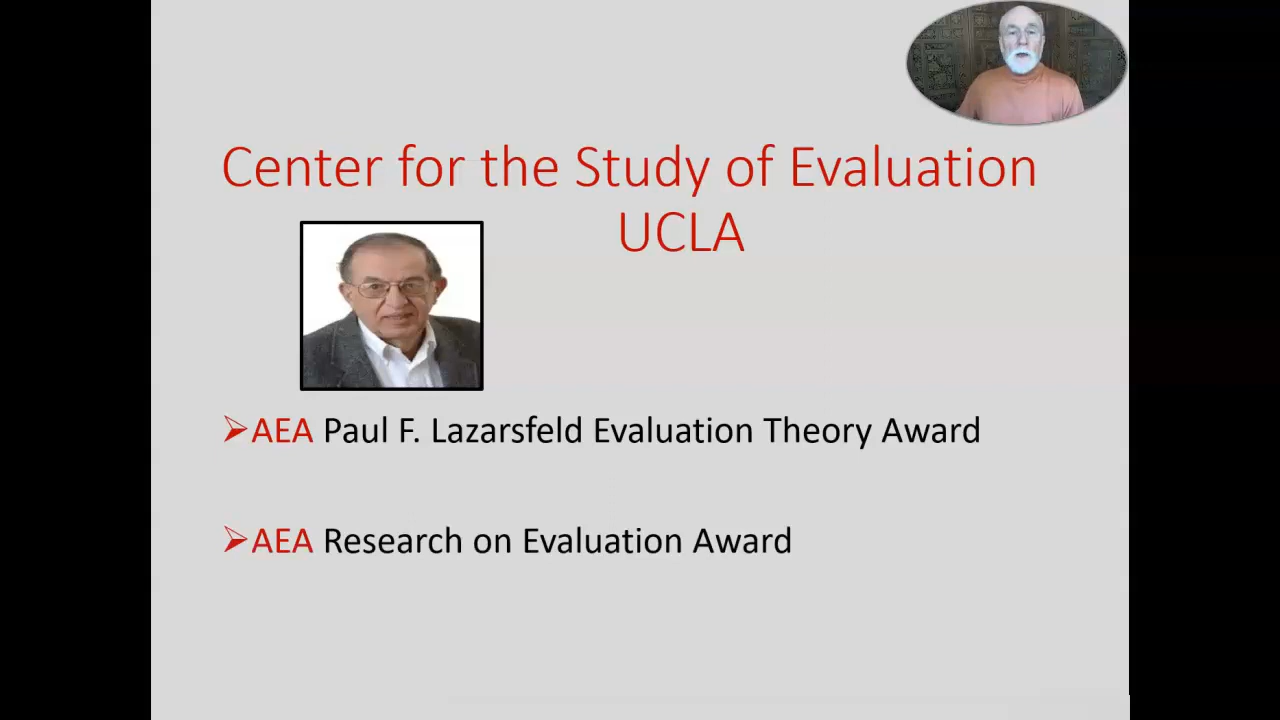 Center for the Study of Evaluation
UCLA
➢AEA Paul F. Lazarsfeld Evaluation Theory Award
➢AEA Research on Evaluation Award